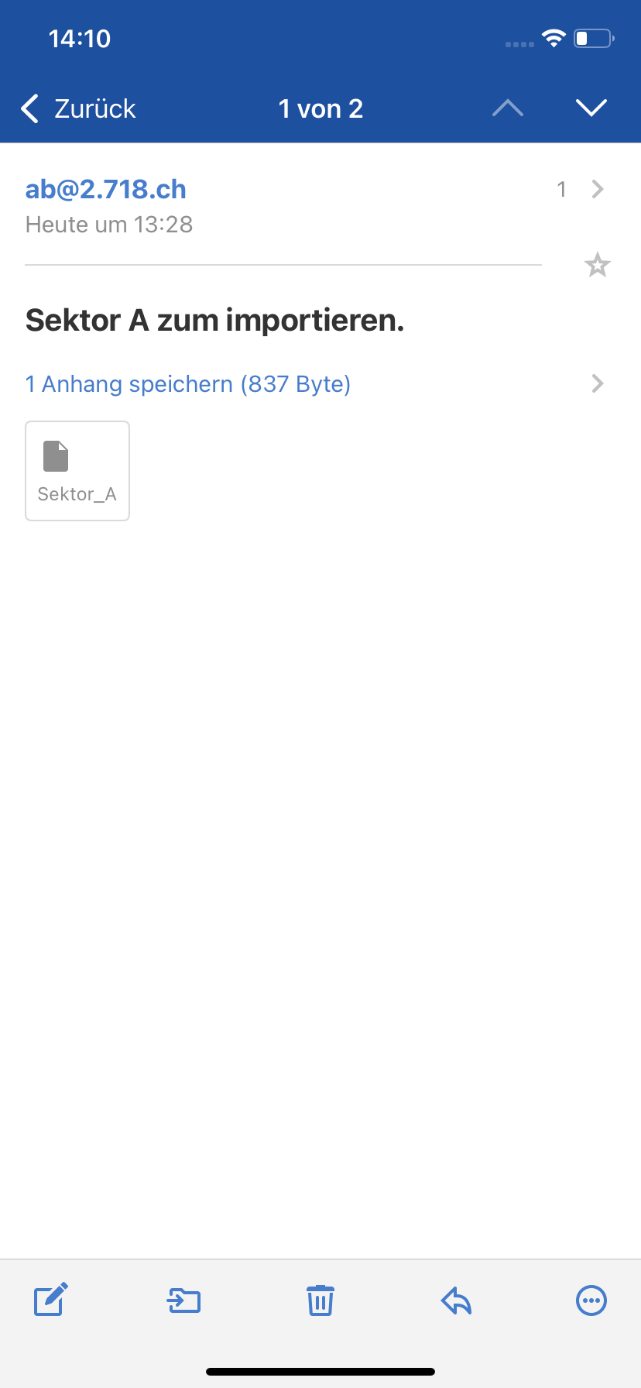 14:10
Zurück
1 von 2
ab@2.718.ch
1
Heute um 13:28
Sektor A zum importieren.
1 Anhang speichern (837 Byte)
Sektor_A